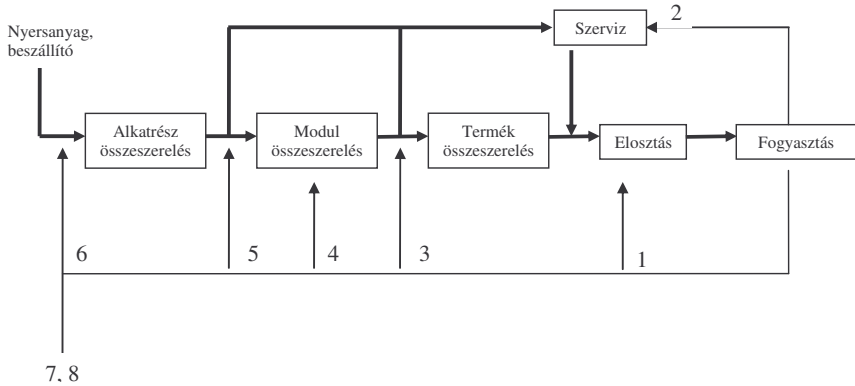 2
Szerviz
Nyersanyag,
beszállító
Alkatrész
összeszerelés
Modul
összeszerelés
Termék
összeszerelés
Elosztás
Fogyasztás
6
5
4
3
1
7, 8